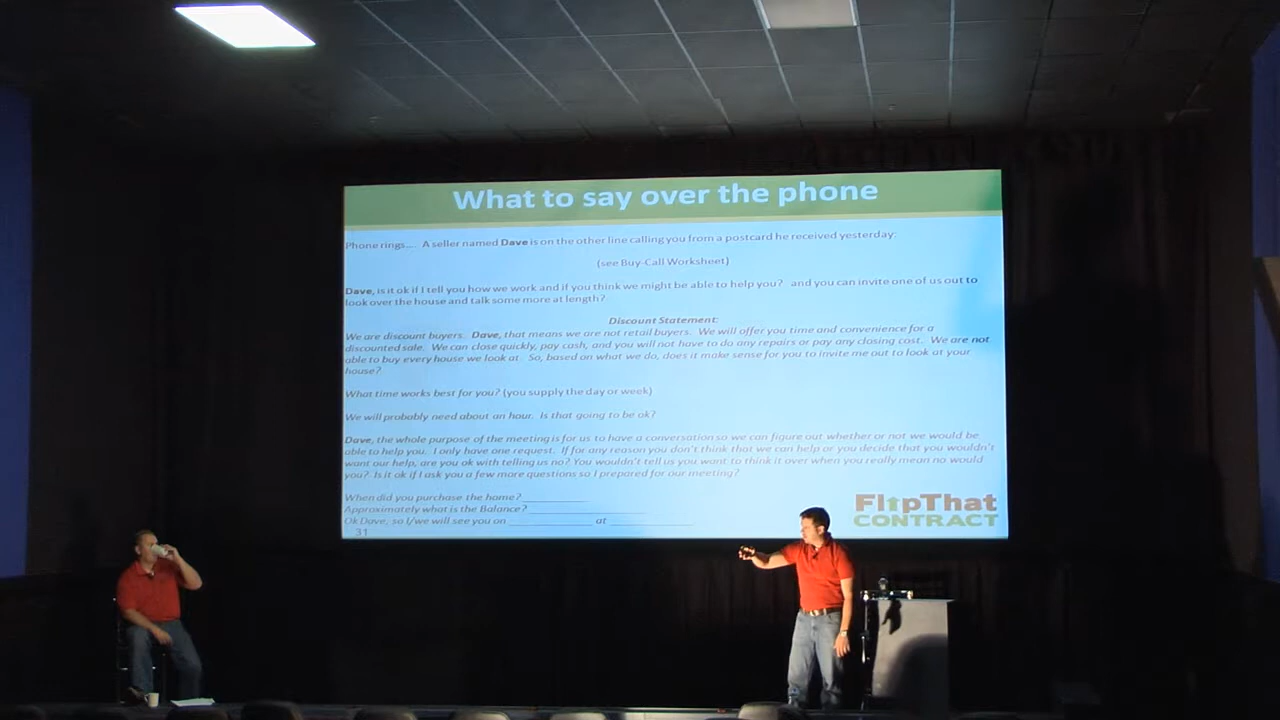 What to say over the phone
Phone rings.... A seller named Dave is on the other line calling you from a postcard he received yesterday:
(see Buy-Call Worksheet)
Dave, is it ok if I tell you how we work and if you think we might be able to help you? and you can invite one of us out to
look over the house and talk some more at length?
Discount Statement:
We are discount buyers. Dave, that means we are not retail buyers. We will offer you time and convenience for a
discounted sale. We can close quickly, pay cash, and you will not have to do any repairs or pay any closing cost. We are not
able to buy every house we look at. So, based on what we do, does it make sense for you to invite me out to look at your
house?
What time works best for you? (you supply the day or week)
We will probably need about an hour. Is that going to be ok?
Dave, the whole purpose of the meeting is for us to have a conversation so we can figure out whether or not we would be
able to help you. I only have one request. If for any reason you don't think that we can help or you decide that you wouldn't
want our help, are you ok with telling us no? You wouldn't tell us you want to think it over when you really mean no would
you? Is it ok if I ask you a few more questions so I prepared for our meeting?
When did you purchase the home?__________
Approximately what is the Balance?__________________
Ok Dave, so I/we will see you on _____________ at _____________
31
FlipThat
CONTRACT